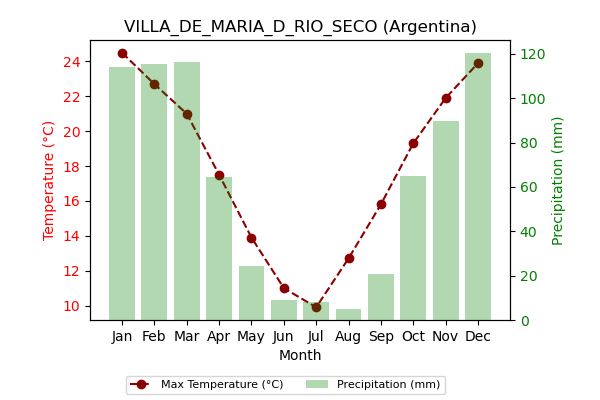 VILLA_DE_MARIA_D_RIO_SECO (Argentina)
Temperature (°C)
24
22
20
18
16
14
12
10
120
100
80
60
40
20
0
Precipitation (mm)
Jan Feb Mar Apr May Jun Jul Aug Sep Oct Nov Dec
Month
Max Temperature (°C) Precipitation (mm)